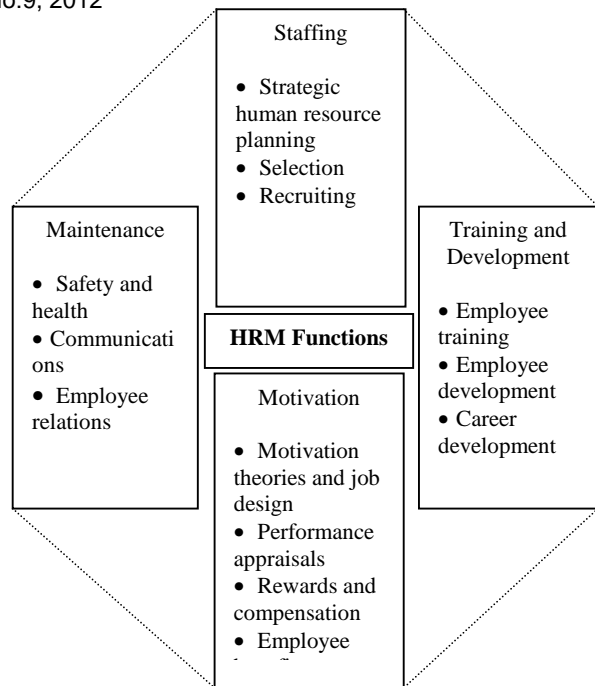 o.9, 2012
Staffing
• Strategic
human resource
planning
• Selection
• Recruiting
Maintenance
• Safety and
health
• Communicati
ons
• Employee
relations
Training and
Development
• Employee
training
• Employee
development
• Career
development
HRM Functions
Motivation
• Motivation
theories and job
design
• Performance
appraisals
• Rewards and
compensation
• Employee